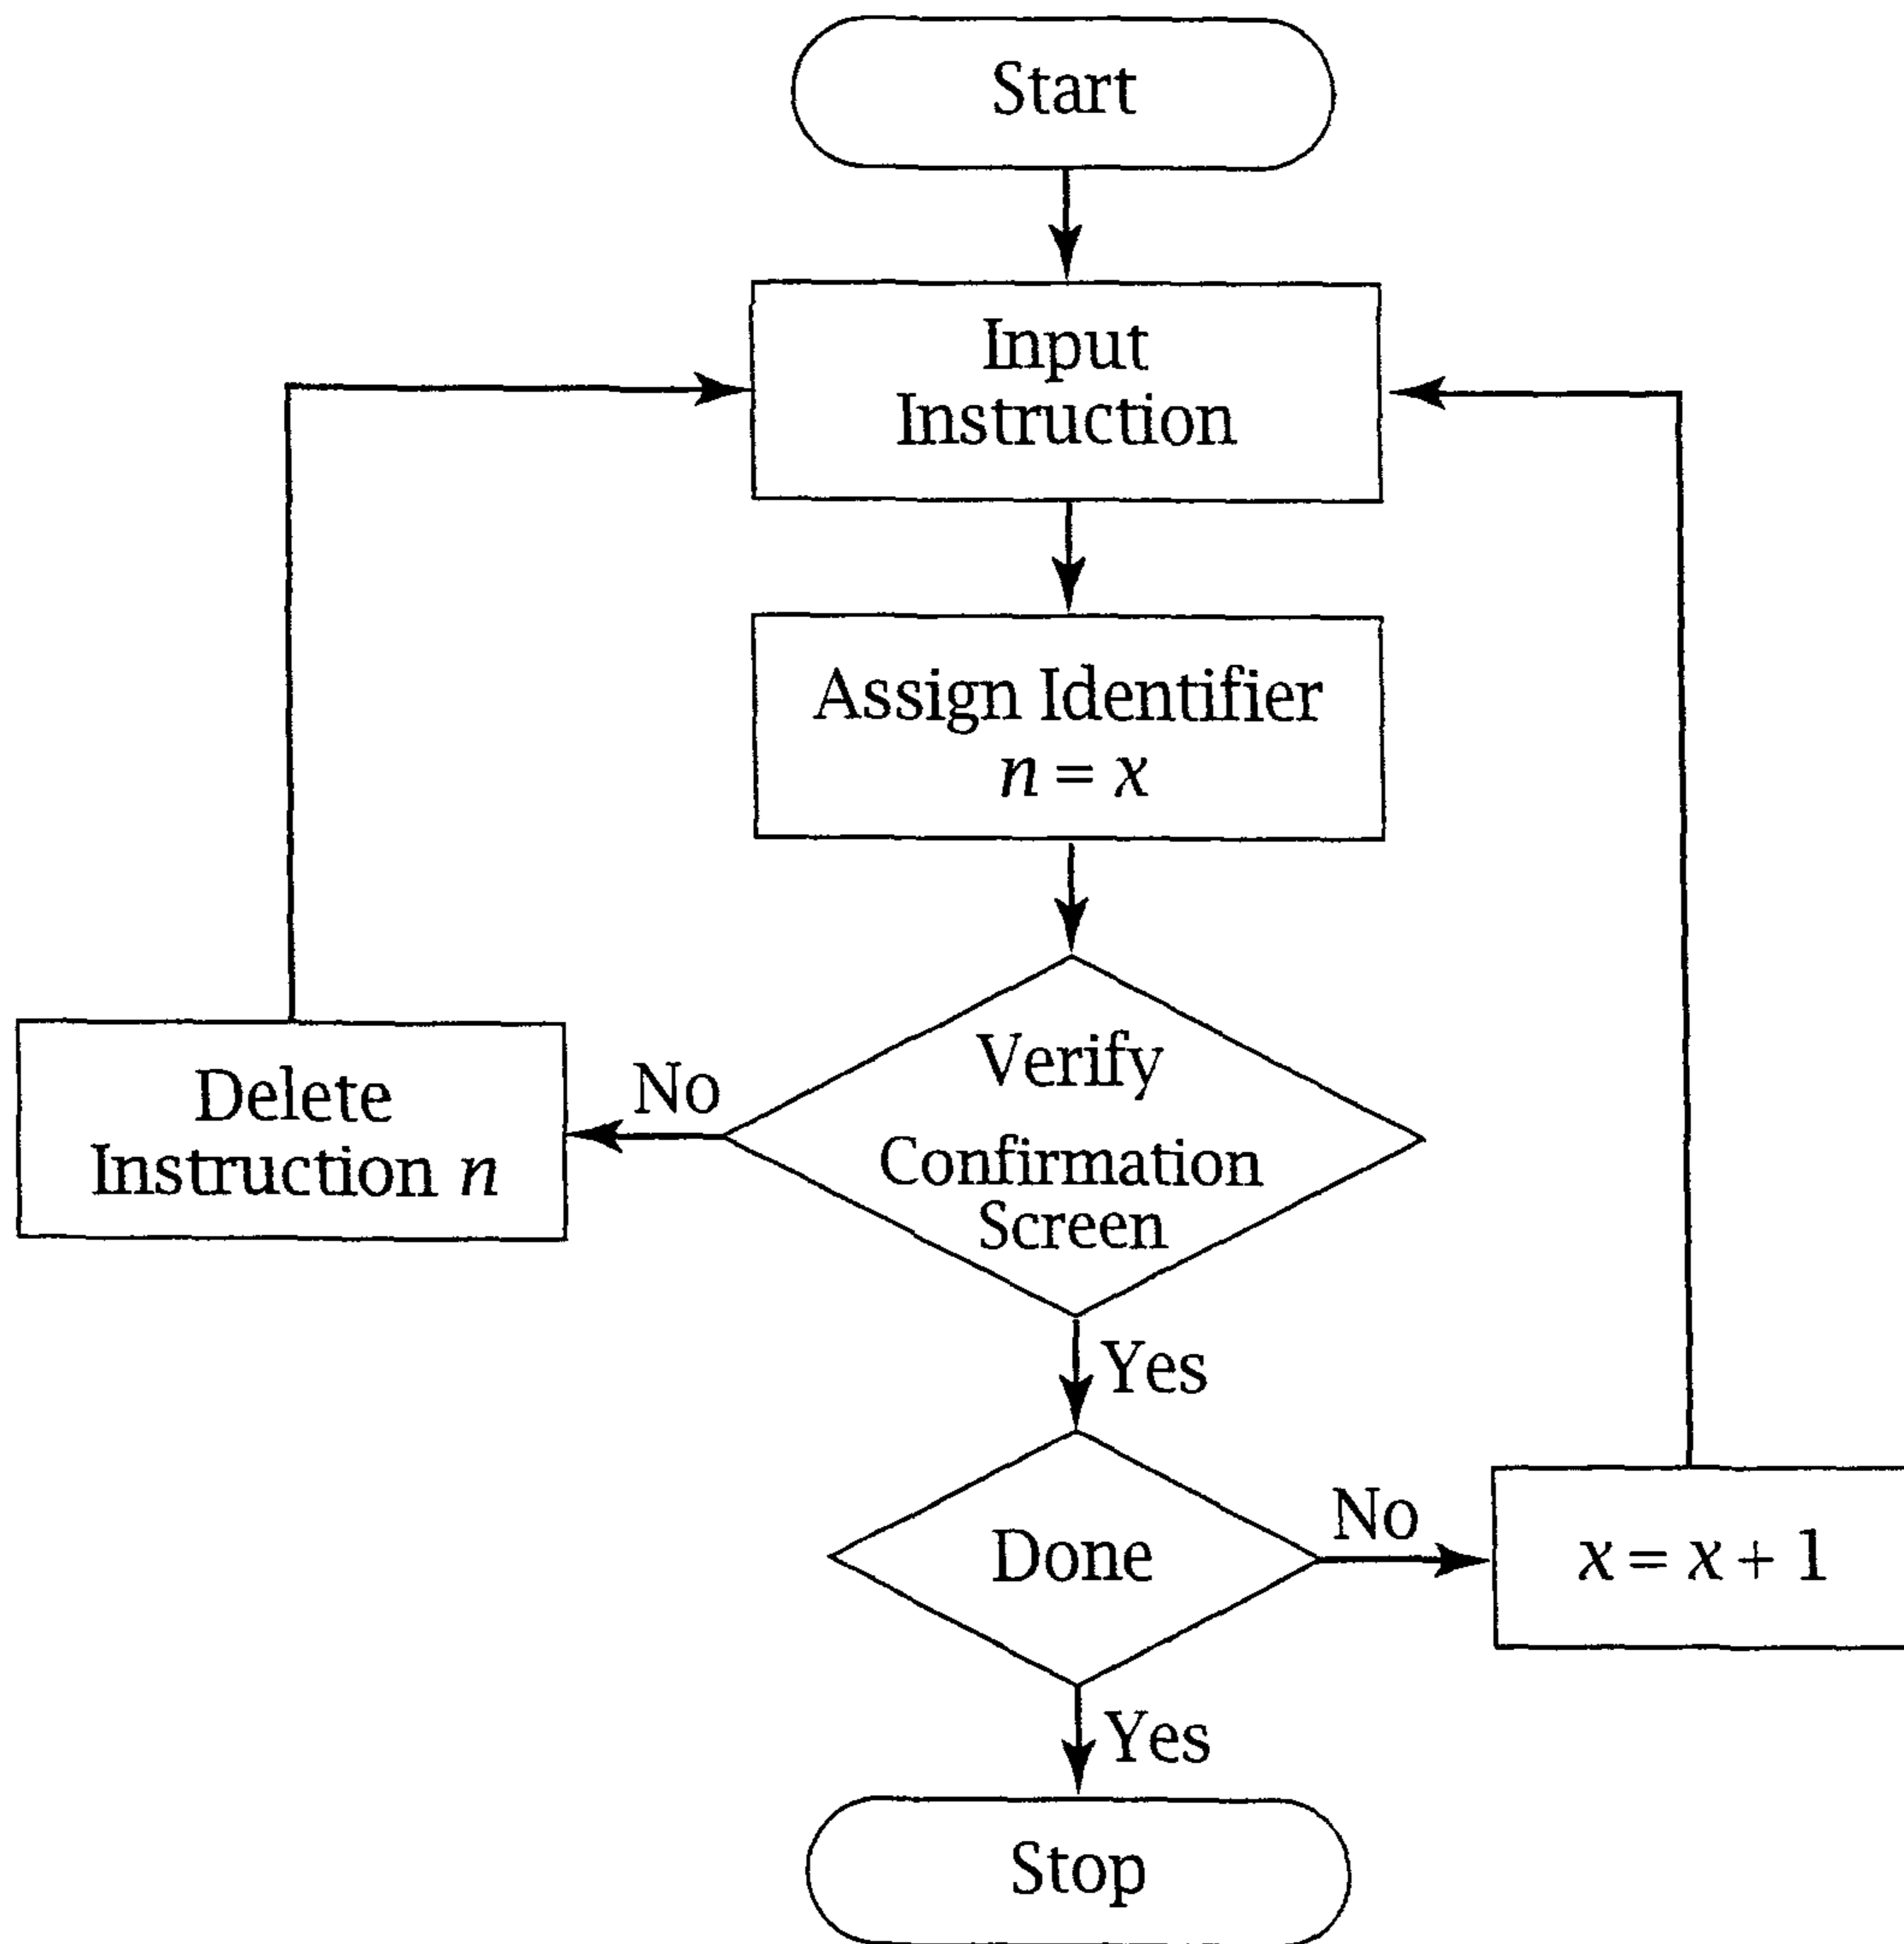 Start
Input
Instruction
Assign Identifier
n = x
Verify
Confirmation
Screen
No
Delete
Instruction n
Yes
Done
No
x = x + 1
Yes
Stop